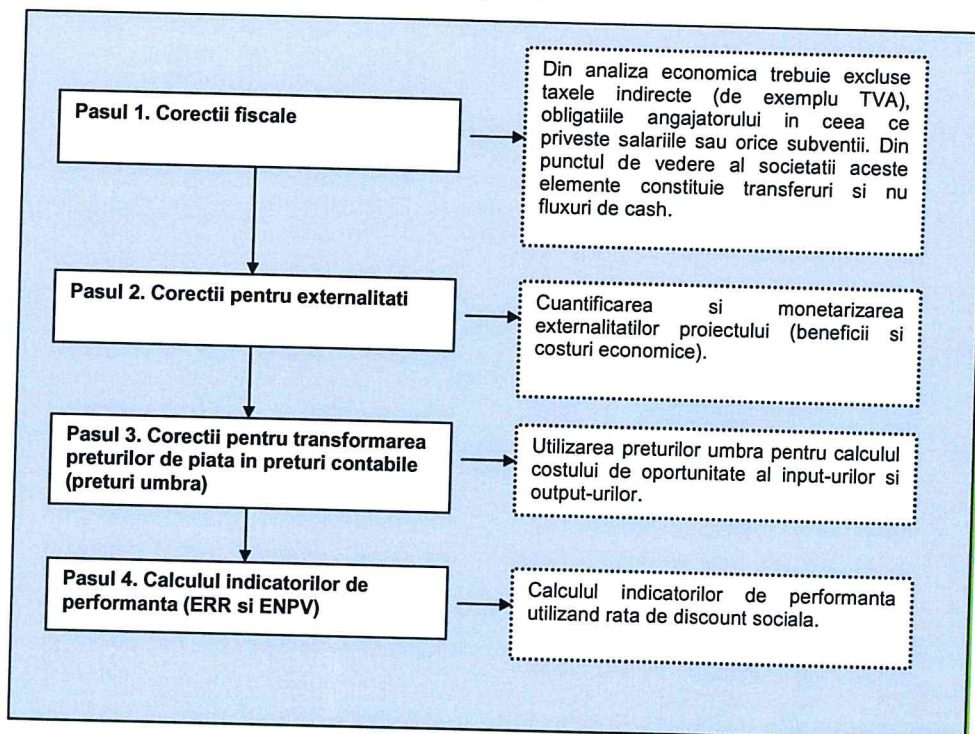 Pasul 1. Corectii fiscale
Din analiza economica trebuie excluse
taxele indirecte (de exemplu TVA),
obligatiile angajatorului in ceea ce
priveste salariile sau orice subventii. Din
punctul de vedere al societatii aceste
elemente constituie transferuri si nu
fluxuri de cash.
Pasul 2. Corectii pentru externalitati
Cuantificarea si monetarizarea
externalitatilor proiectului (beneficii si
costuri economice).
Pasul 3. Corectii pentru transformarea
preturilor de piata in preturi contabile
(preturi umbra)
Utilizarea preturilor umbra pentru calculul
costului de oportunitate al input-urilor si
output-urilor.
Pasul 4. Calculul indicatorilor de
performanta (ERR si ENPV)
Calculul indicatorilor de performanta
utilizand rata de discount sociala.